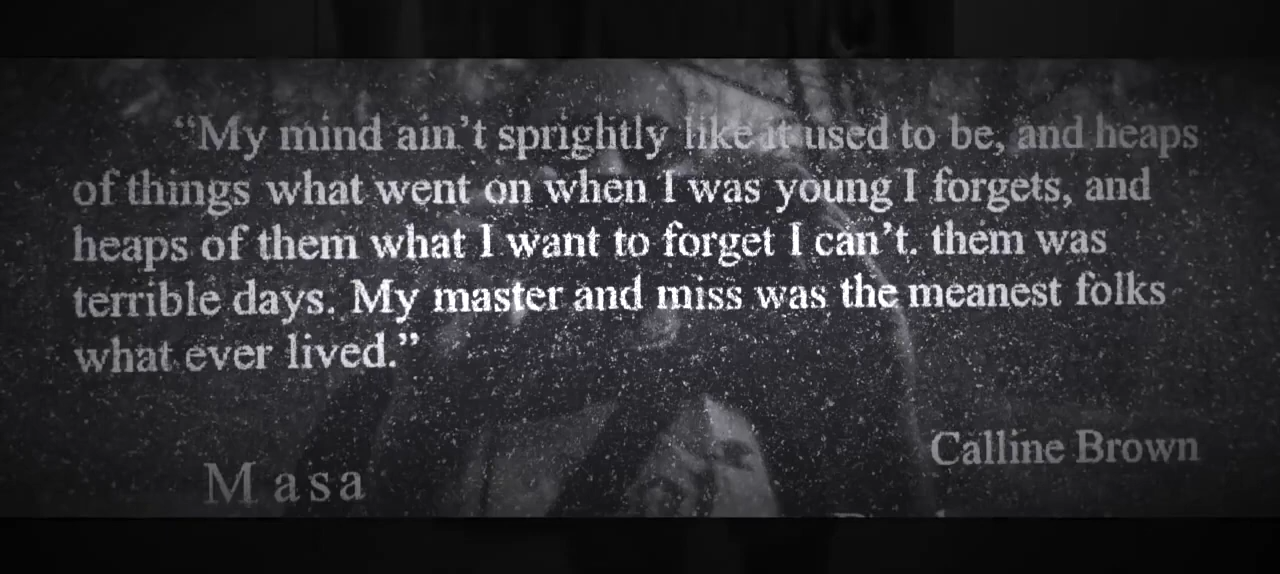 “My mind ain’t sprightly like it used to be, and heaps
of things what went on when I was young I forgets, and
heaps of them what I want to forget I can’t. them was
terrible days. My master and miss was the meanest folks
what ever lived.”
Calline Brown
Masa